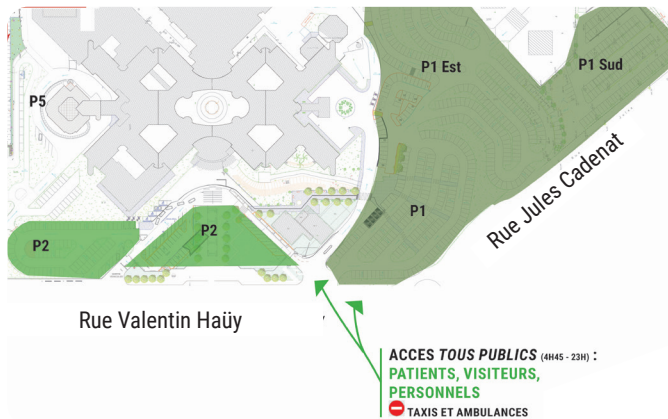 P1 Est
P1 Sud
P5
Rue Jules Cadenat
P1
P2
P2
Rue Valentin Haüy
ACCES TOUS PUBLICS (4H45 - 23H) :
PATIENTS, VISITEURS,
PERSONNELS
TAXIS ET AMBULANCES